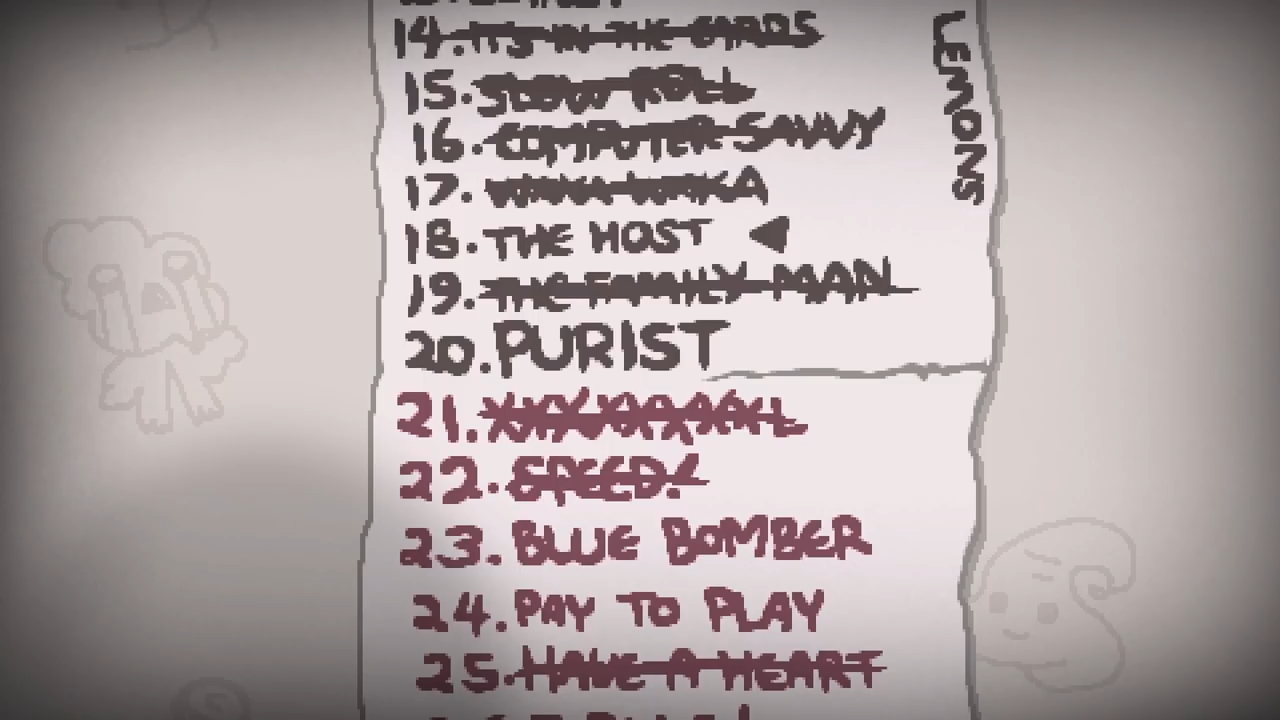 14. IT'S IN THE CARDS
15. SLOW ROLL
16. COMPUTER SAVVY
17. WAKA WAKA
18. THE HOST
19. THE FAMILY MAN
20. PURIST
21.
22. SPEED!
23. BLUE BOMBER
24. PAY TO PLAY
25. HAVE A HEART
LEMONS